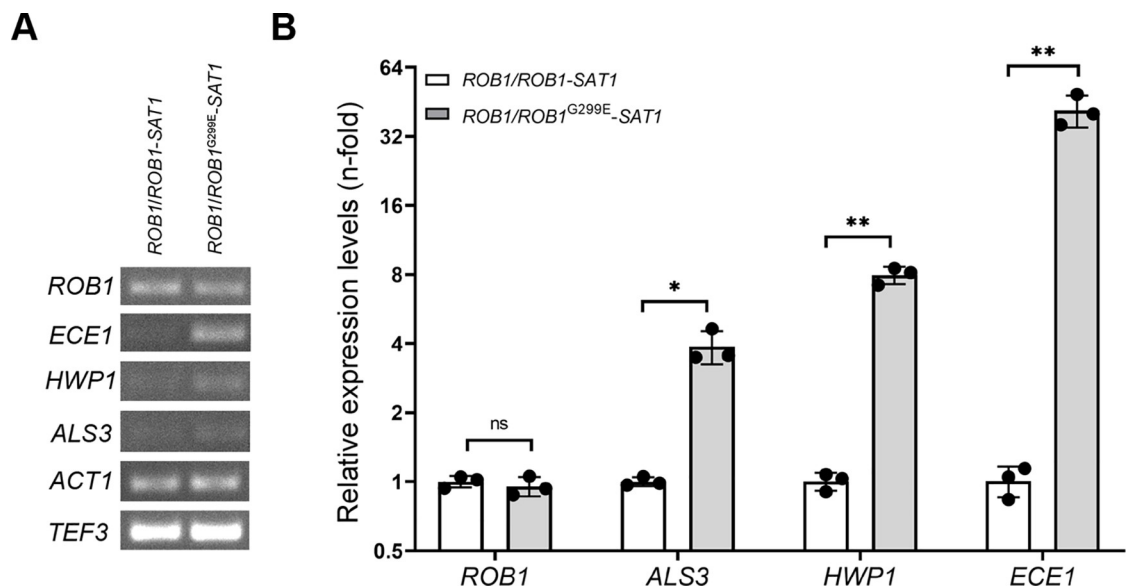 A
B
ROB1/ROB1-SAT1
ROB1/ROB1G299E-SAT1
ROB1
ECE1
HWP1
ALS3
ACT1
TEF3
Relative expression levels (n-fold)
64
32
16
8
4
2
1
0.5
ROB1/ROB1-SAT1
ROB1/ROB1G299E-SAT1
ns
*
**
**
ROB1
ALS3
HWP1
ECE1